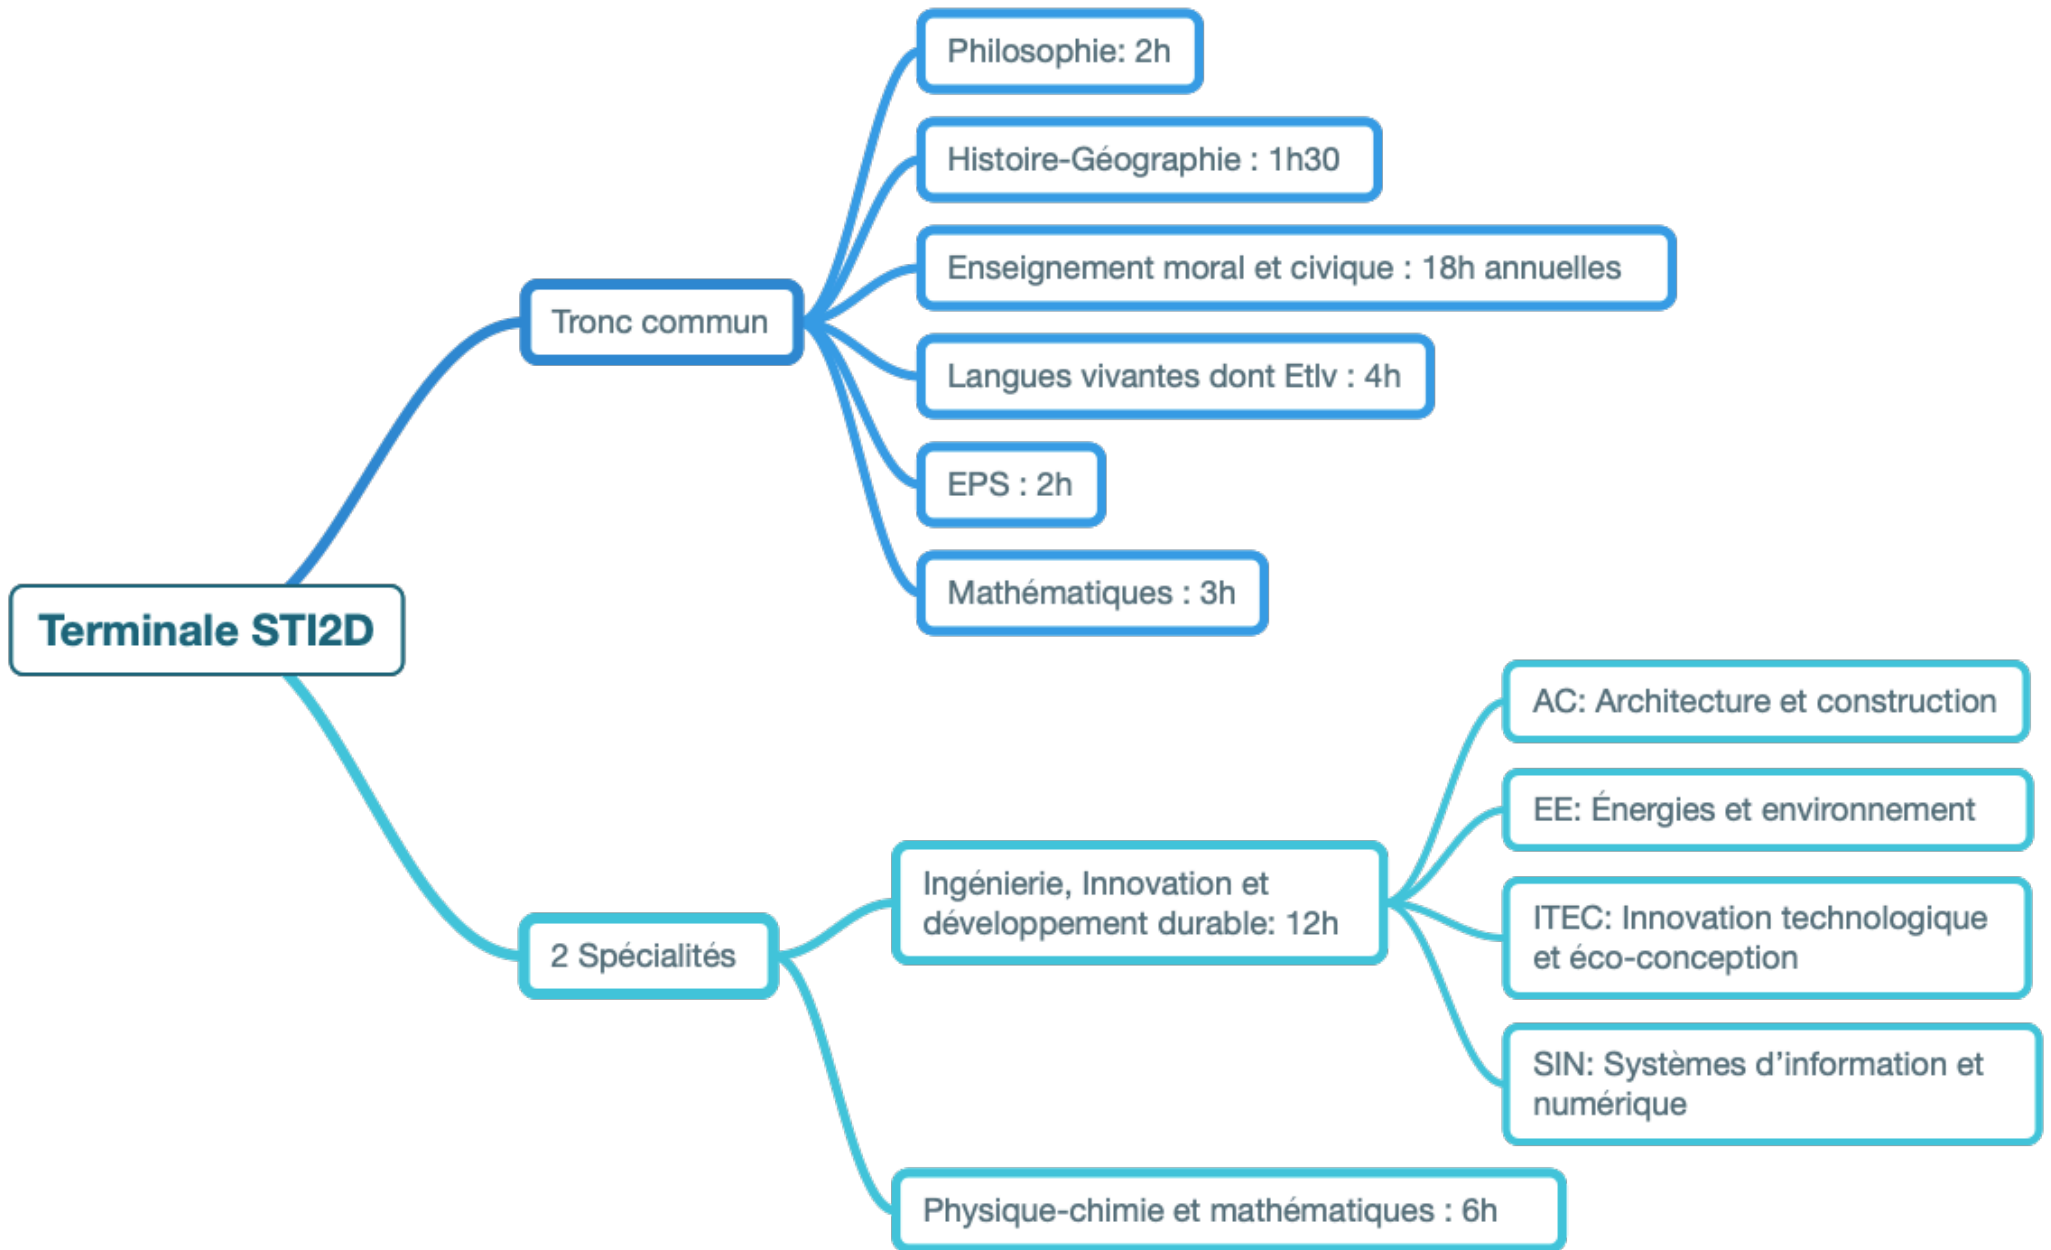 Terminale STI2D
Tronc commun
Philosophie: 2h
Histoire-Géographie : 1h30
Enseignement moral et civique : 18h annuelles
Langues vivantes dont Etlv : 4h
EPS : 2h
Mathématiques : 3h
2 Spécialités
Ingénierie, Innovation et
développement durable: 12h
AC: Architecture et construction
EE: Énergies et environnement
ITEC: Innovation technologique
et éco-conception
SIN: Systèmes d’information et
numérique
Physique-chimie et mathématiques : 6h